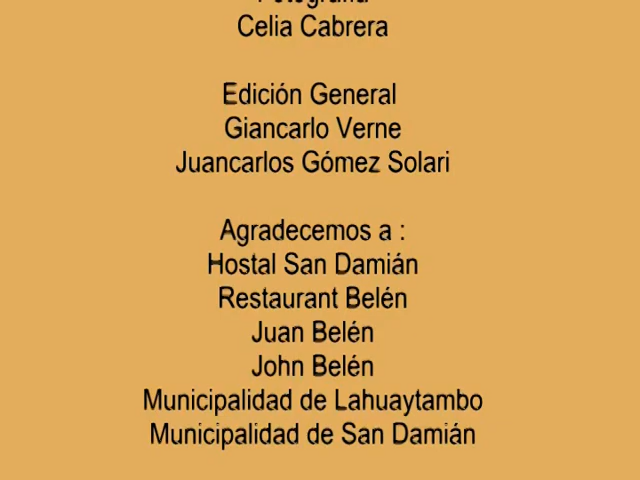 Fotografía
Celia Cabrera
Edición General
Giancarlo Verne
Juancarlos Gómez Solari
Agradecemos a :
Hostal San Damián
Restaurant Belén
Juan Belén
John Belén
Municipalidad de Lahuaytambo
Municipalidad de San Damián